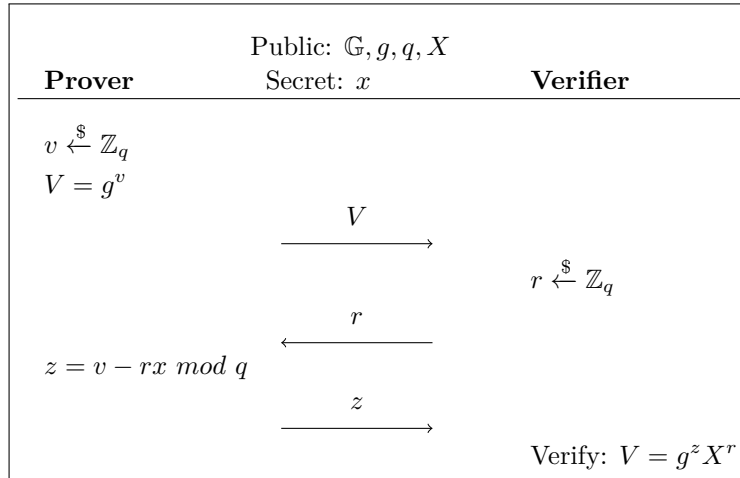 Public: 𝔾, g, q, X
Prover Secret: x Verifier
v $← ℤ_q
V = g^v
V
r $← ℤ_q
r
z = v − rx mod q
z
Verify: V = g^z X^r